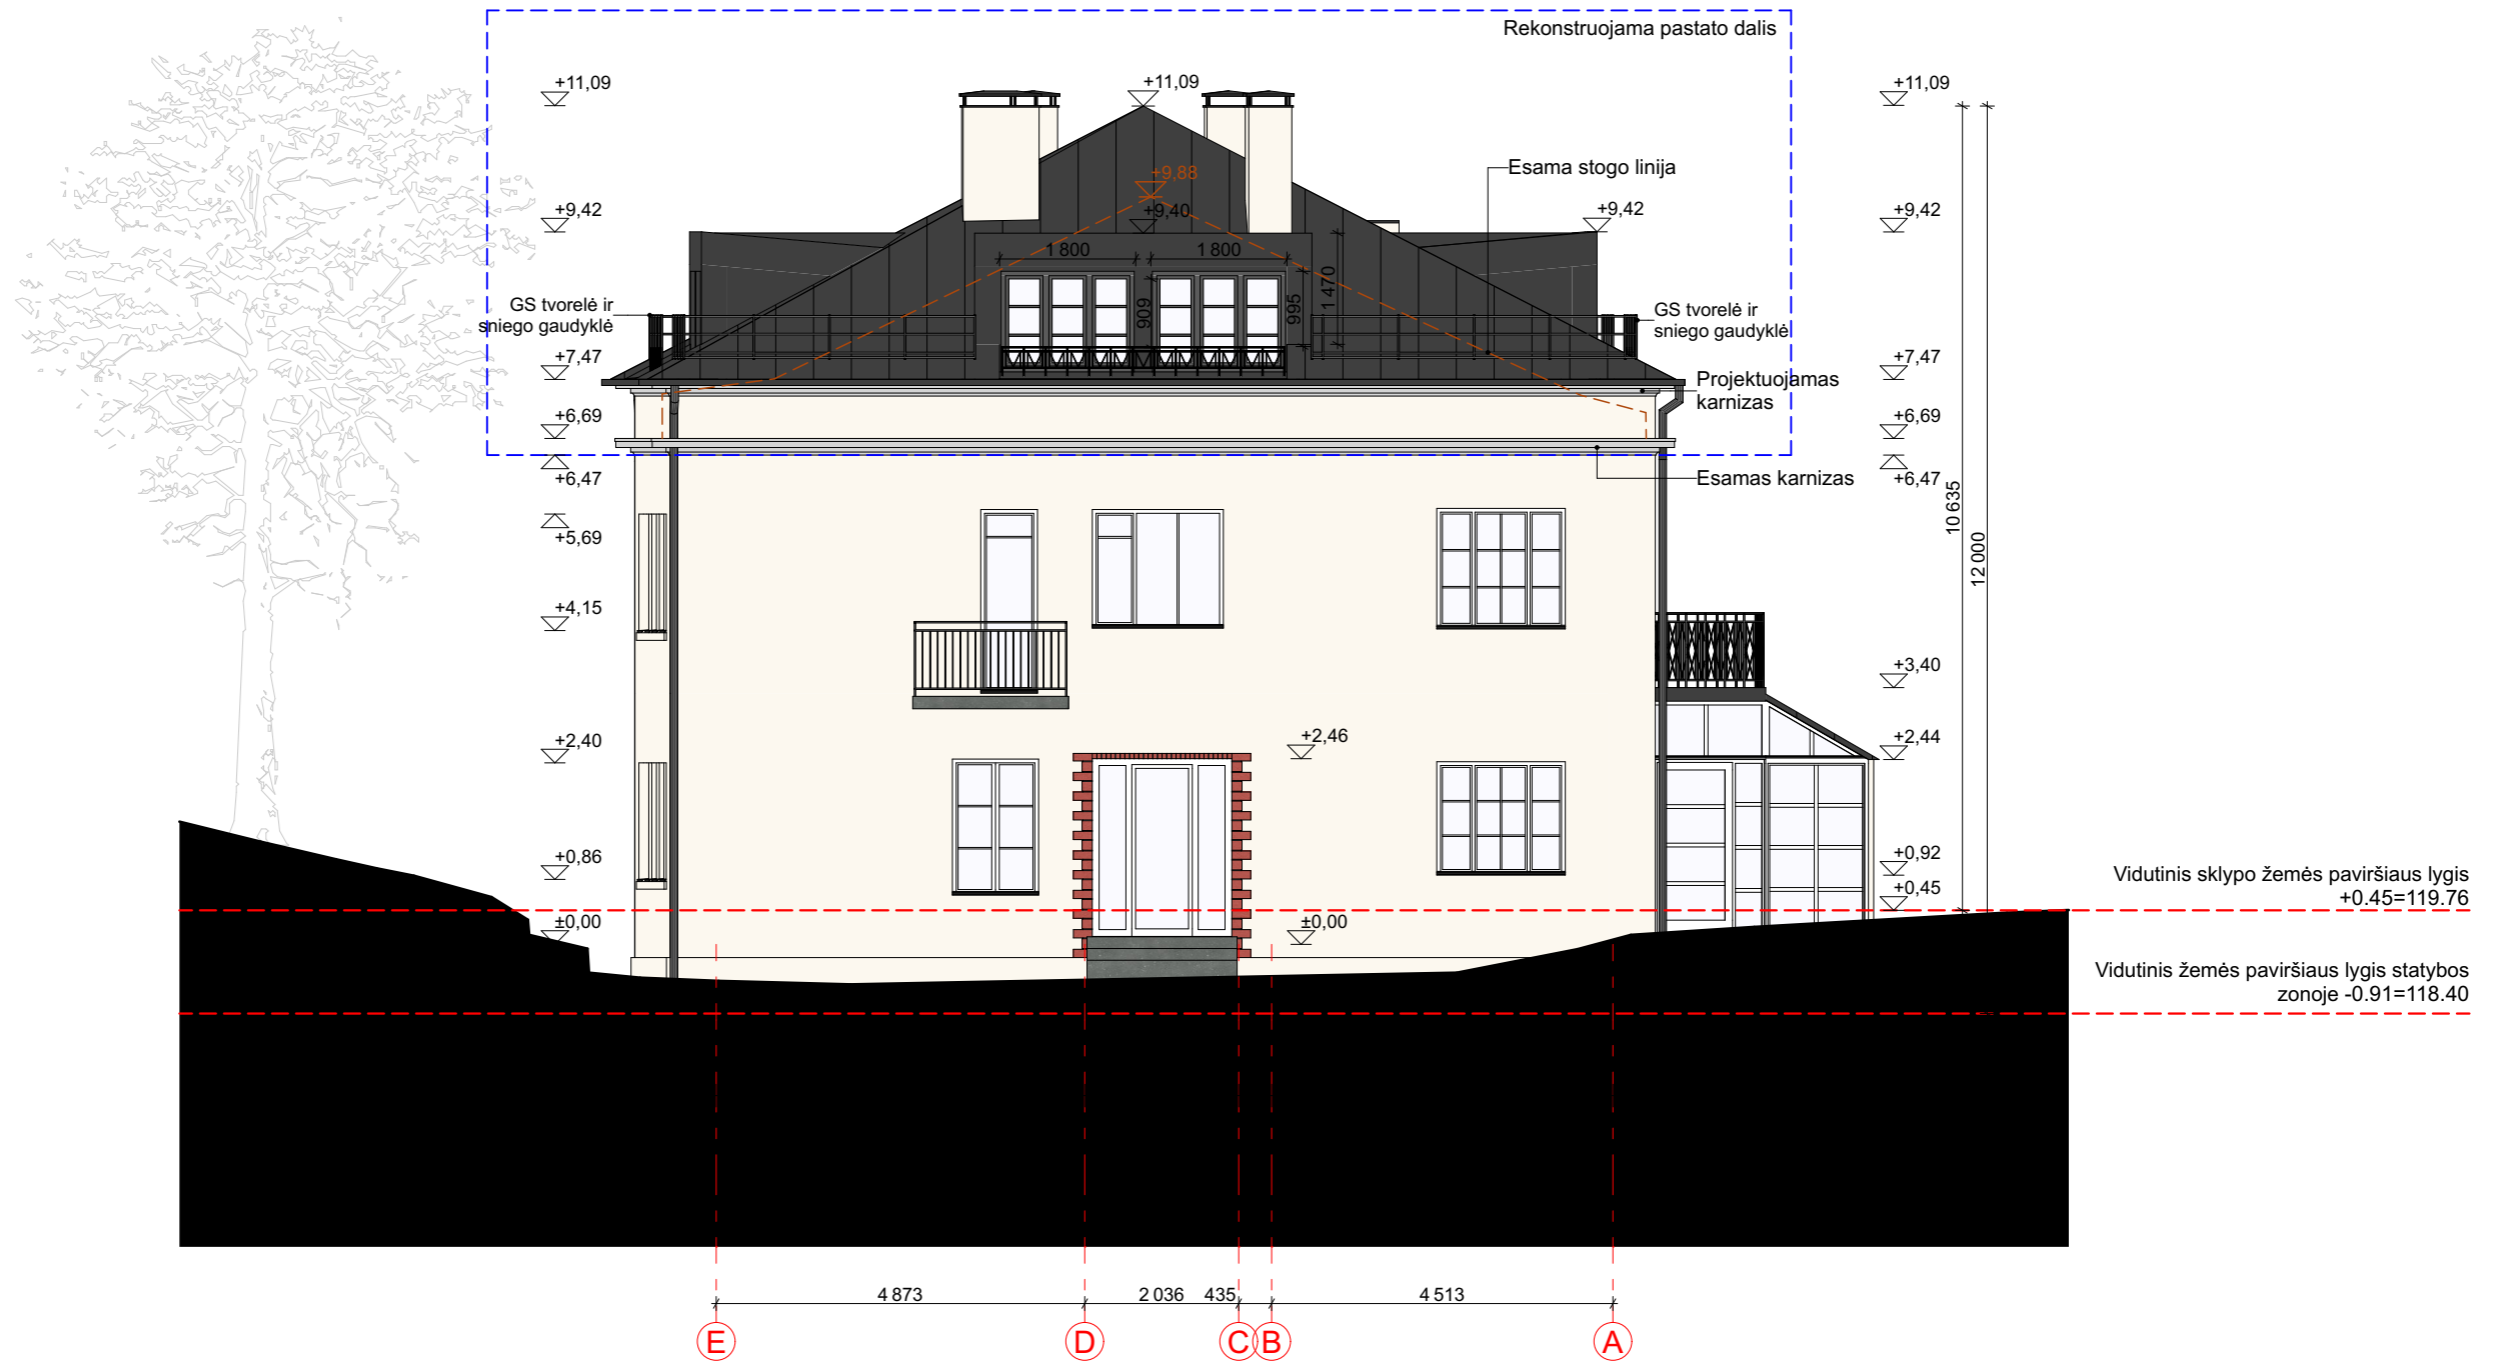 Rekonstruojama pastato dalis
+11,09
+11,09
+11,09
Esama stogo linija
+9,88
+9,42
+9,40
+9,42
+9,42
1 800
1 800
909
995
1 470
GS tvorelė ir
sniego gaudyklė
GS tvorelė ir
sniego gaudyklė
+7,47
+7,47
Projektuojamas
karnizas
+6,69
+6,69
Esamas karnizas
+6,47
+6,47
10 635
12 000
+5,69
+4,15
+3,40
+2,40
+2,46
+2,44
+0,86
+0,92
+0,45
Vidutinis sklypo žemės paviršiaus lygis
+0.45=119.76
±0,00
±0,00
Vidutinis žemės paviršiaus lygis statybos
zonoje -0.91=118.40
4 873
2 036
435
4 513
E
D
C
B
A